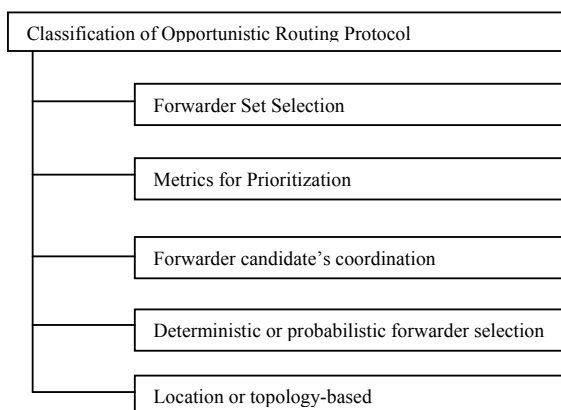 Classification of Opportunistic Routing Protocol
Forwarder Set Selection
Metrics for Prioritization
Forwarder candidate’s coordination
Deterministic or probabilistic forwarder selection
Location or topology-based